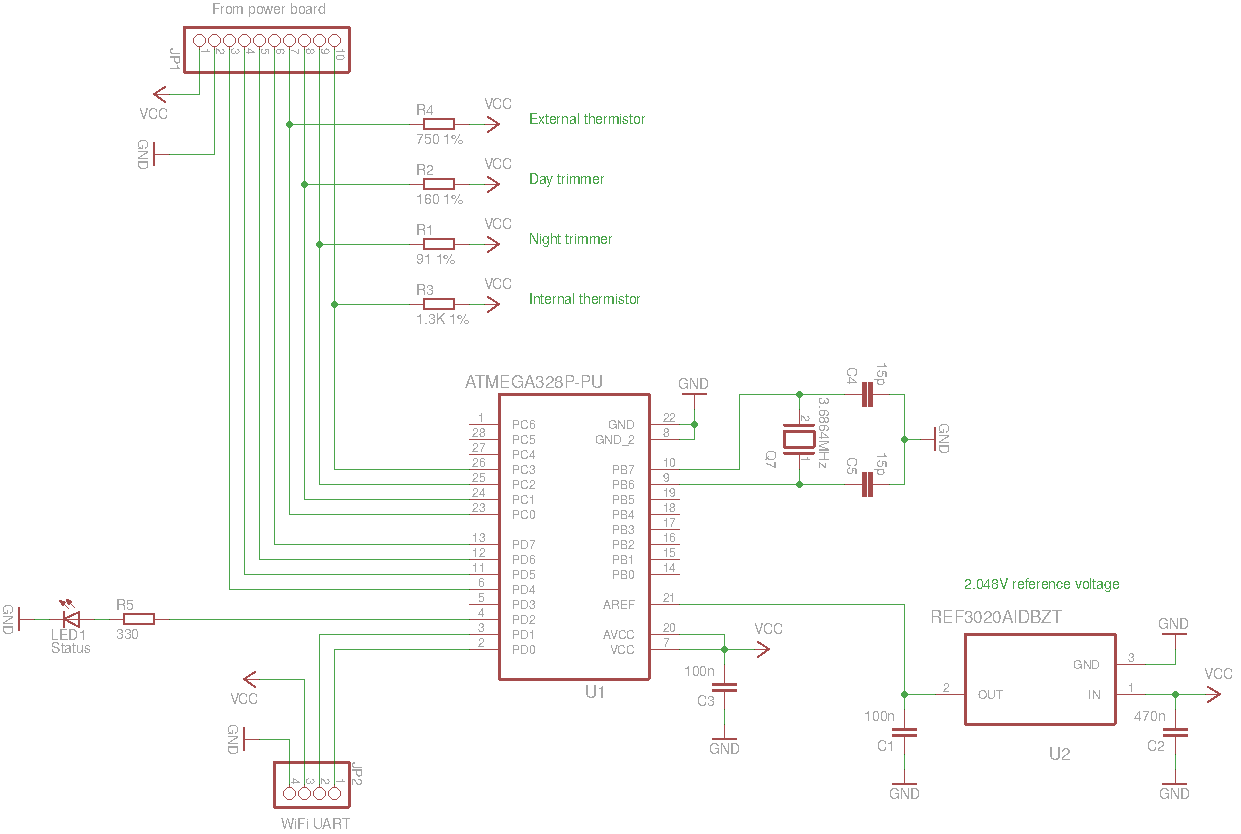 From power board
JP1
1 2 3 4 5 6 7 8 9 10
VCC
GND
R4
750 1%
VCC
External thermistor
R2
160 1%
VCC
Day trimmer
R1
91 1%
VCC
Night trimmer
R3
1.3K 1%
VCC
Internal thermistor
ATMEGA328P-PU
1 PC6
28 PC5
27 PC4
26 PC3
25 PC2
24 PC1
23 PC0
13 PD7
12 PD6
11 PD5
6 PD4
5 PD3
4 PD2
3 PD1
2 PD0
GND 22
GND_2 8
PB7 10
PB6 9
PB5 19
PB4 18
PB3 17
PB2 16
PB1 15
PB0 14
AREF 21
AVCC 20
VCC 7
U1
GND
2
1
Q7
3.6864MHz
C4
15p
C5
15p
GND
GND
LED1
Status
R5
330
VCC
GND
4 3 2 1
JP2
WiFi UART
VCC
100n
C3
GND
2.048V reference voltage
REF3020AIDBZT
GND 3
2 OUT
IN 1
U2
GND
VCC
100n
C1
GND
470n
C2
GND